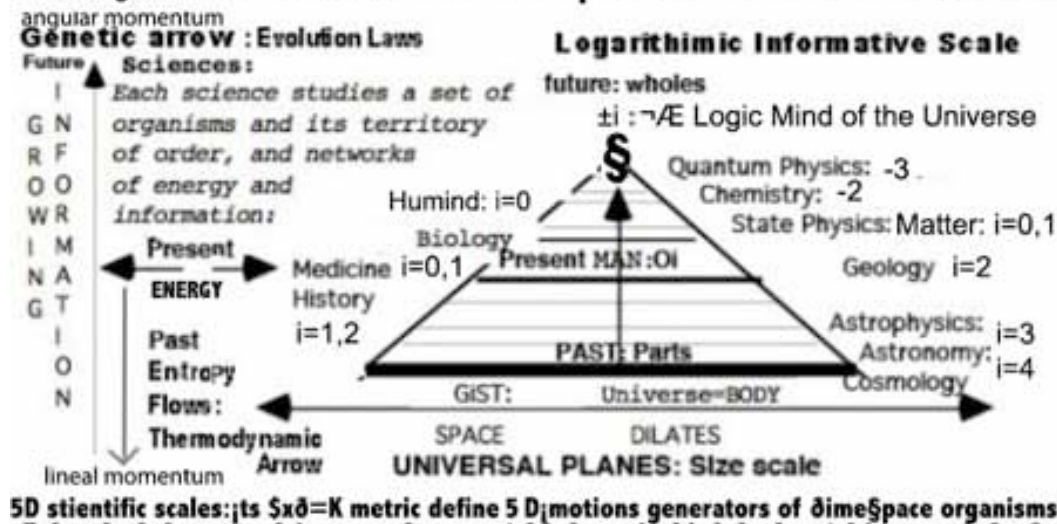 angular momentum
Genetic arrow : Evolution Laws
Logarithimic Informative Scale
Future
Sciences:
future: wholes
Each science studies a set of
organisms and its territory
of order, and networks
of energy and
information:
GROWING
INFORMATION
±i :¬Æ Logic Mind of the Universe
§
Quantum Physics: -3
Chemistry: -2
State Physics: Matter: i=0,1
Humind: i=0
Biology
Present MAN:Oi
Medicine i=0,1
History
i=1,2
Geology i=2
Present
ENERGY
Past
Entropy
Flows:
Thermodynamic
Arrow
Astrophysics: i=3
Astronomy: i=4
Cosmology
PAST: Parts
GiST: Universe=BODY
SPACE DILATES
lineal momentum
UNIVERSAL PLANES: SIze scale
5D stientific scales:¡ts $xð=K metric define 5 D¡motions generators of ðime§pace organisms